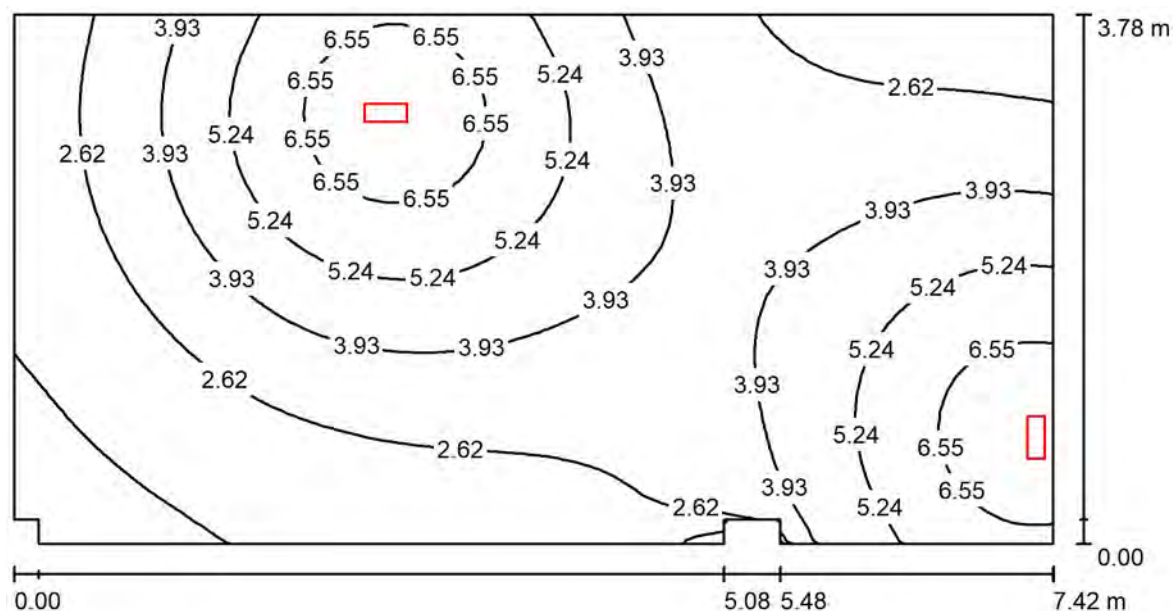 3.93 6.55 6.55 3.78 m
5.24 3.93
6.55 6.55 2.62
6.55 6.55
2.62 3.93 5.24 6.55 5.24
6.55 6.55 3.93 3.93 3.93
5.24 5.24
3.93 5.24 5.24 3.93 5.24 5.24
3.93
3.93 3.93 5.24 6.55
2.62 3.93
2.62 5.24 6.55
3.93 6.55
2.62 5.24
0.00
0.00 5.08 5.48 7.42 m